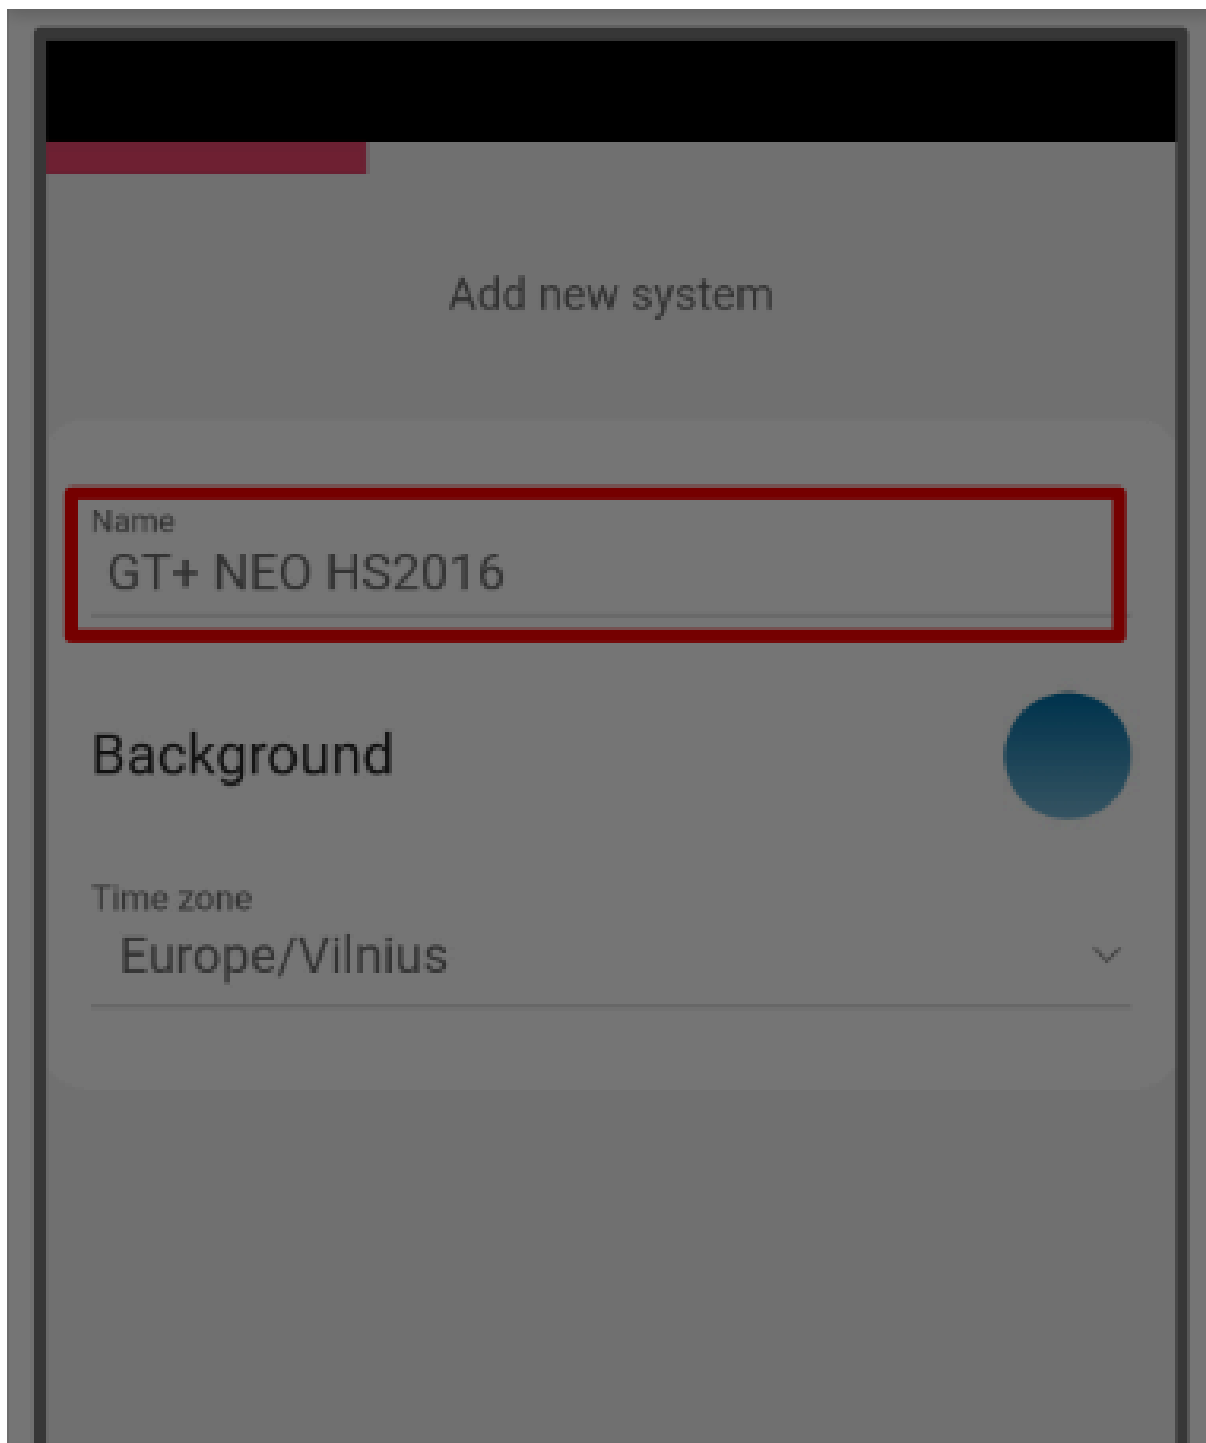 Add new system
Name
GT+ NEO HS2016
Background
Time zone
Europe/Vilnius